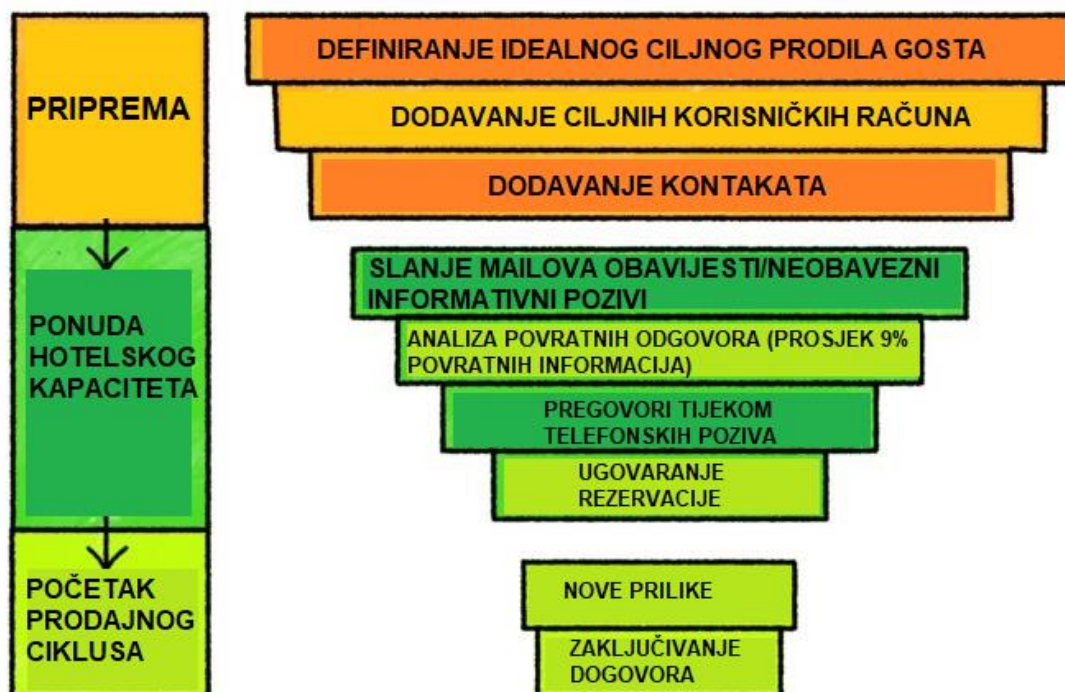 PRIPREMA
DEFINIRANJE IDEALNOG CILJNOG PRODILA GOSTA
DODAVANJE CILJNIH KORISNIČKIH RAČUNA
DODAVANJE KONTAKATA
PONUDA
HOTELSKOG
KAPACITETA
SLANJE MAILOVA OBAVIJESTI/NEOBAVEZNI
INFORMATIVNI POZIVI
ANALIZA POVRATNIH ODGOVORA (PROSJEK 9%
POVRATNIH INFORMACIJA)
PREGOVORI TIJEKOM
TELEFONSKIH POZIVA
UGOVARANJE
REZERVACIJE
POČETAK
PRODAJNOG
CIKLUSA
NOVE PRILIKE
ZAKLJUČIVANJE
DOGOVORA